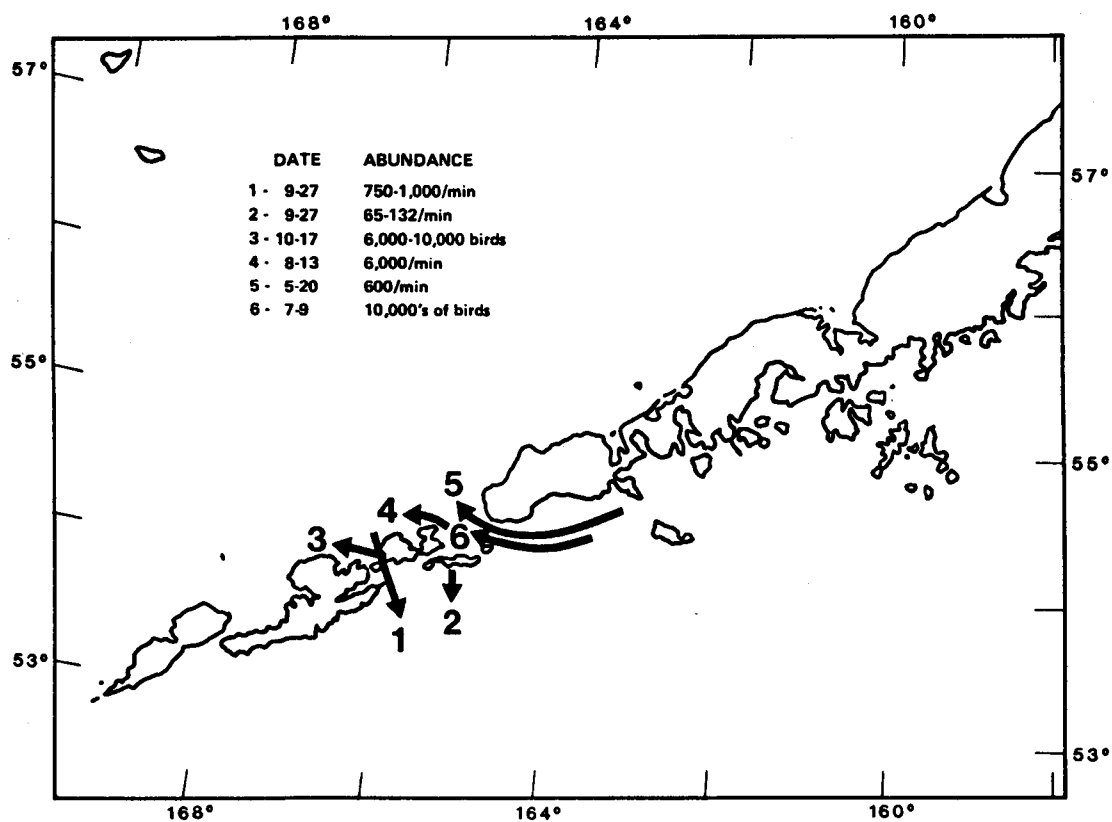 168° 164° 160°
57°
DATE ABUNDANCE
1 - 9-27 750-1,000/min
57°
2 - 9-27 65-132/min
3 - 10-17 6,000-10,000 birds
4 - 8-13 6,000/min
5 - 5-20 600/min
6 - 7-9 10,000's of birds
55°
55°
5
4
6
3
2
1
53°
53°
168° 164° 160°